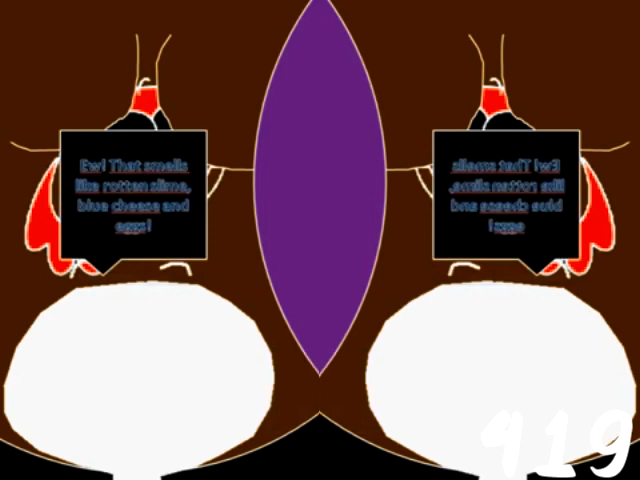 Ew! That smells
like rotten slime,
blue cheese and
eggs!
Ew! That smells
like rotten slime,
blue cheese and
eggs!
419